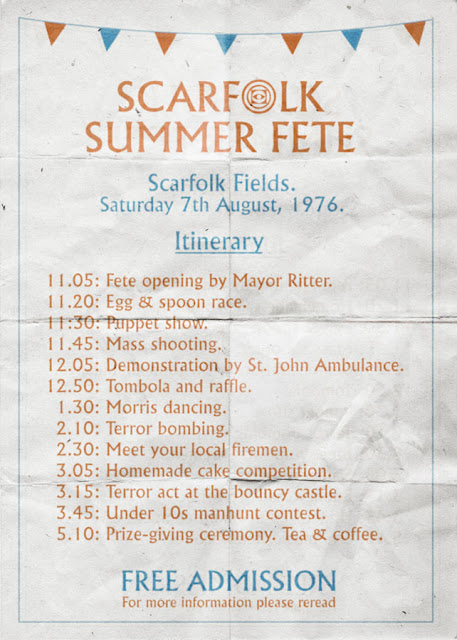 SCARFOLK
SUMMER FETE
Scarfolk Fields.
Saturday 7th August, 1976.
Itinerary
11.05: Fete opening by Mayor Ritter.
11.20: Egg & spoon race.
11:30: Puppet show.
11.45: Mass shooting.
12.05: Demonstration by St. John Ambulance.
12.50: Tombola and raffle.
1.30: Morris dancing.
2.10: Terror bombing.
2.30: Meet your local firemen.
3.05: Homemade cake competition.
3.15: Terror act at the bouncy castle.
3.45: Under 10s manhunt contest.
5.10: Prize-giving ceremony. Tea & coffee.
FREE ADMISSION
For more information please reread